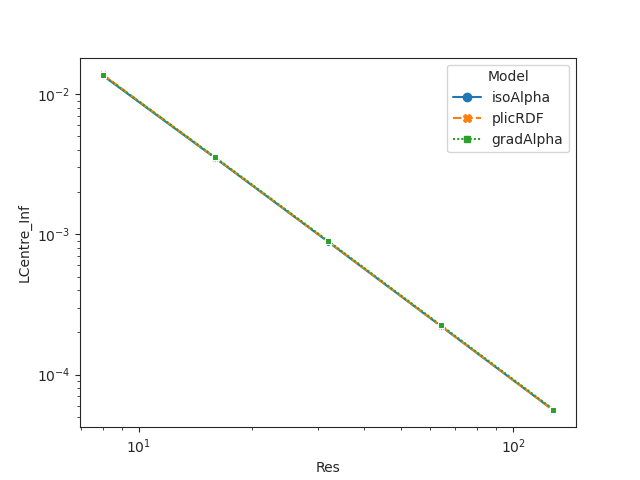 Model
isoAlpha
plicRDF
gradAlpha
10⁻²
10⁻³
10⁻⁴
LCentre_Inf
10¹
10²
Res